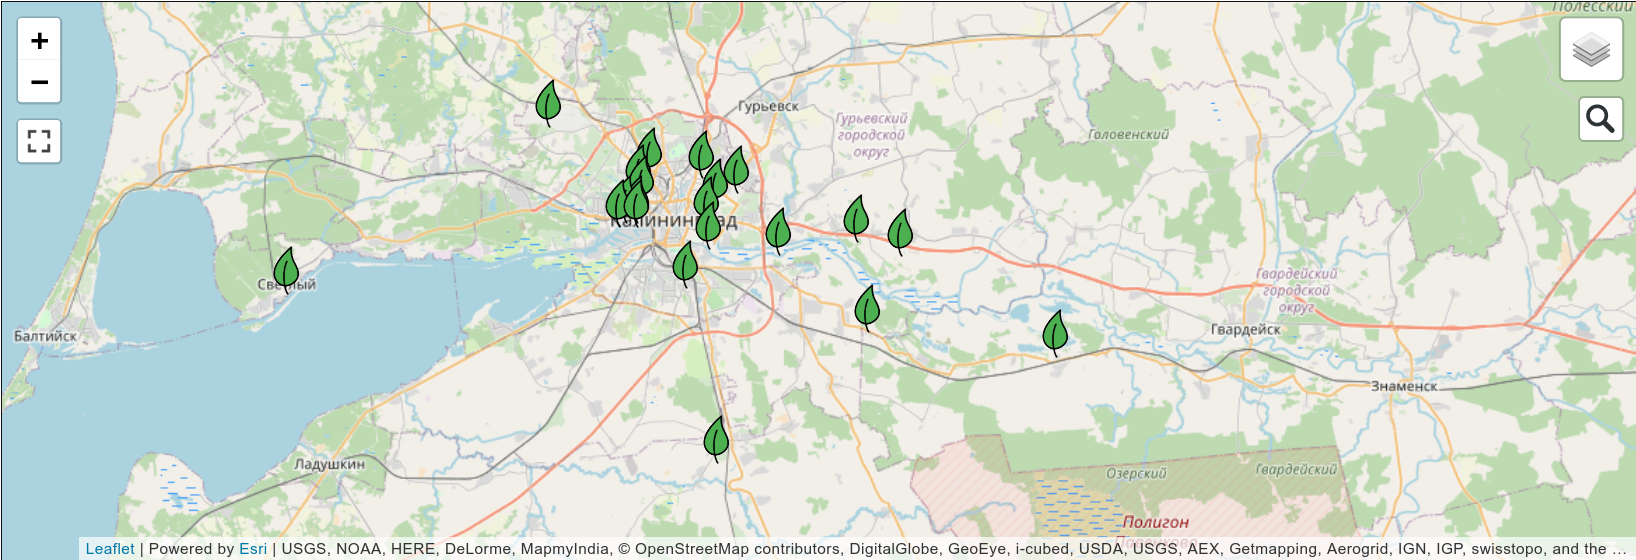 Полесский
+
−
Гурьевск
Гурьевский
городской
округ
Головенский
Калининград
Светлый
Гвардейский
городской
округ
Балтийск
Гвардейск
Знаменск
Ладушкин
Озерский
Гвардейский
Полигон
Leaflet | Powered by Esri | USGS, NOAA, HERE, DeLorme, MapmyIndia, © OpenStreetMap contributors, DigitalGlobe, GeoEye, i-cubed, USDA, USGS, AEX, Getmapping, Aerogrid, IGN, IGP, swisstopo, and the ...